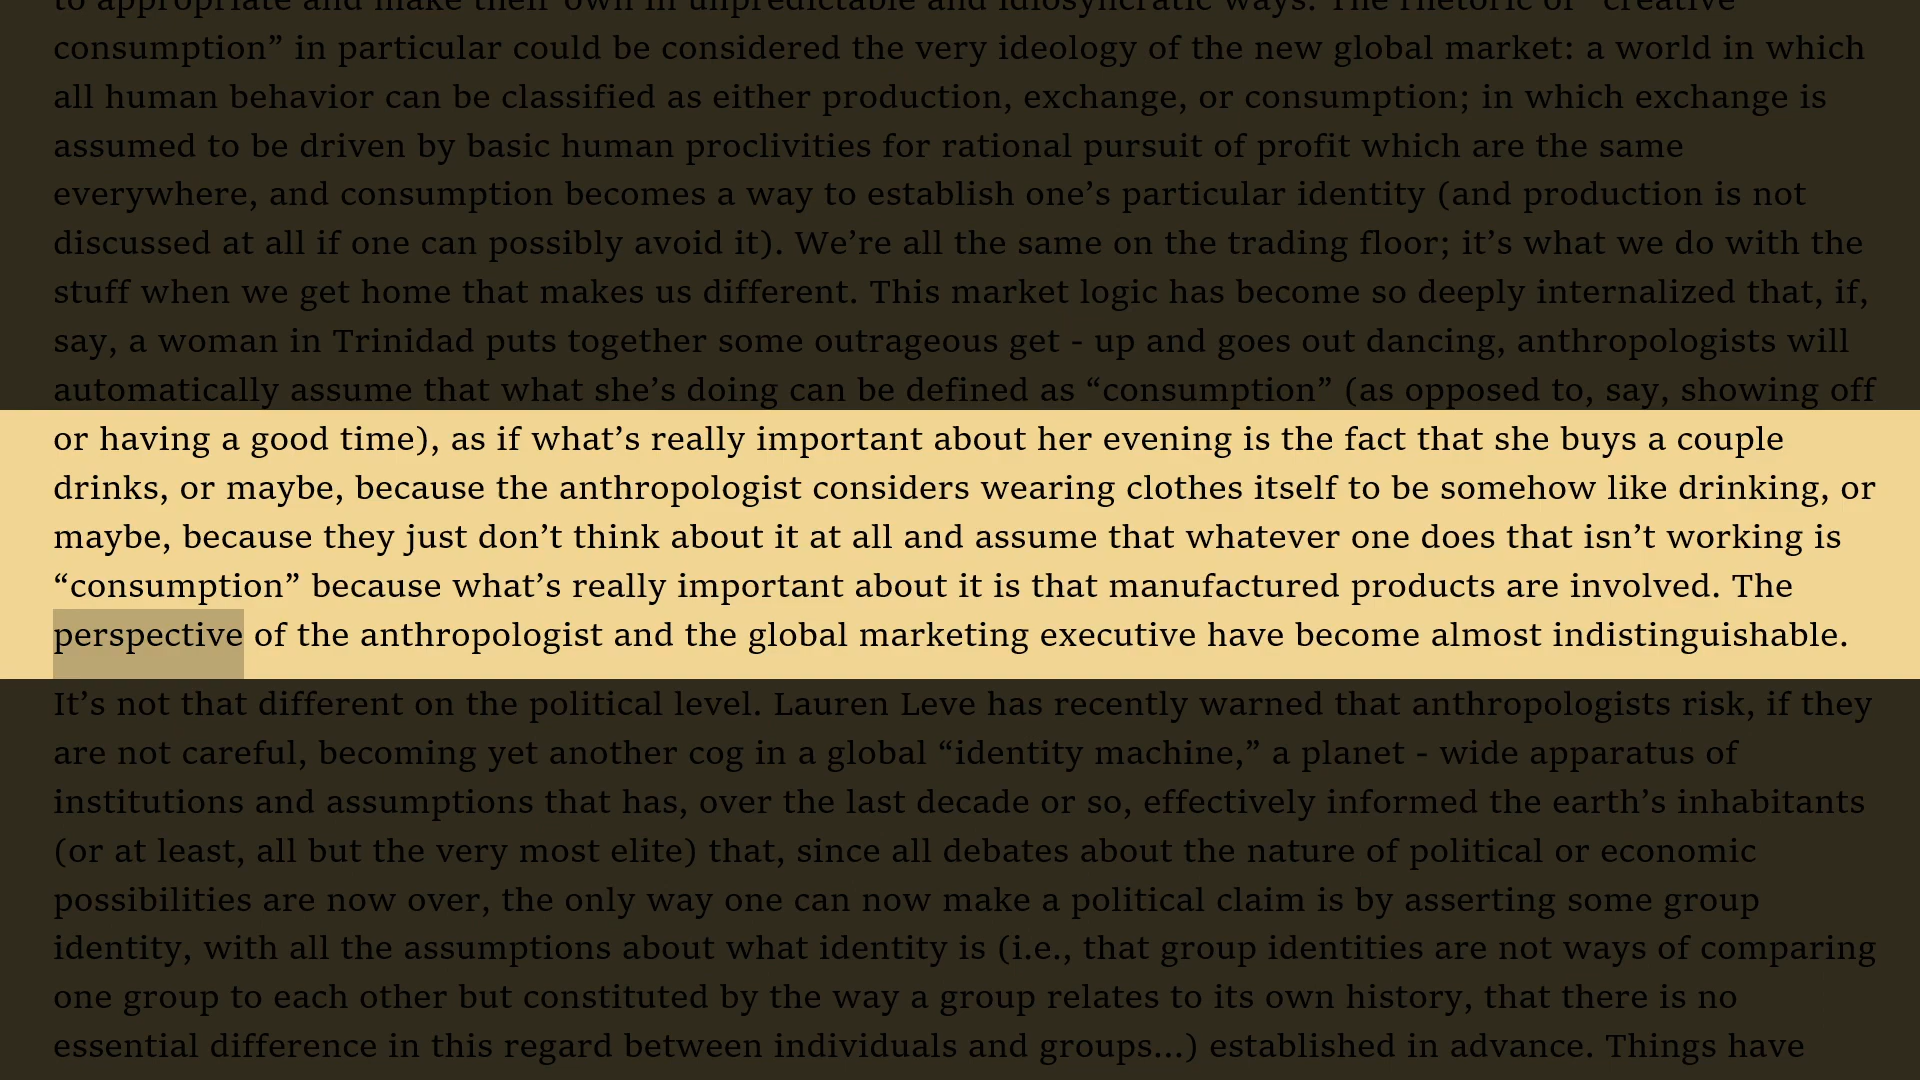 to appropriate and make their own in unpredictable and idiosyncratic ways. The rhetoric of “creative
consumption” in particular could be considered the very ideology of the new global market: a world in which
all human behavior can be classified as either production, exchange, or consumption; in which exchange is
assumed to be driven by basic human proclivities for rational pursuit of profit which are the same
everywhere, and consumption becomes a way to establish one’s particular identity (and production is not
discussed at all if one can possibly avoid it). We’re all the same on the trading floor; it’s what we do with the
stuff when we get home that makes us different. This market logic has become so deeply internalized that, if,
say, a woman in Trinidad puts together some outrageous get - up and goes out dancing, anthropologists will
automatically assume that what she’s doing can be defined as “consumption” (as opposed to, say, showing off
or having a good time), as if what’s really important about her evening is the fact that she buys a couple
drinks, or maybe, because the anthropologist considers wearing clothes itself to be somehow like drinking, or
maybe, because they just don’t think about it at all and assume that whatever one does that isn’t working is
“consumption” because what’s really important about it is that manufactured products are involved. The
perspective of the anthropologist and the global marketing executive have become almost indistinguishable.
It’s not that different on the political level. Lauren Leve has recently warned that anthropologists risk, if they
are not careful, becoming yet another cog in a global “identity machine,” a planet - wide apparatus of
institutions and assumptions that has, over the last decade or so, effectively informed the earth’s inhabitants
(or at least, all but the very most elite) that, since all debates about the nature of political or economic
possibilities are now over, the only way one can now make a political claim is by asserting some group
identity, with all the assumptions about what identity is (i.e., that group identities are not ways of comparing
one group to each other but constituted by the way a group relates to its own history, that there is no
essential difference in this regard between individuals and groups...) established in advance. Things have